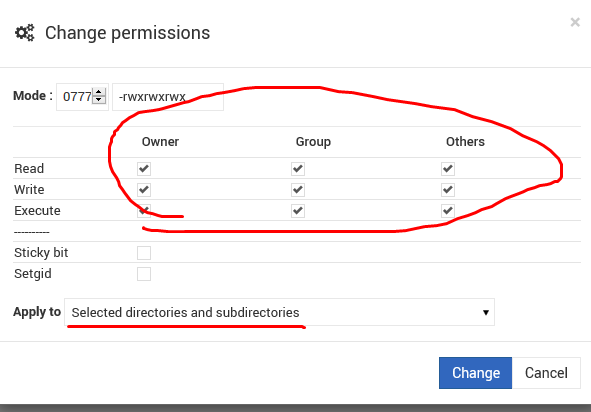 Change permissions ×
Mode : 0777 -rwxrwxrwx
Owner Group Others
Read
Write
Execute
----------
Sticky bit
Setgid
Apply to Selected directories and subdirectories
Change Cancel